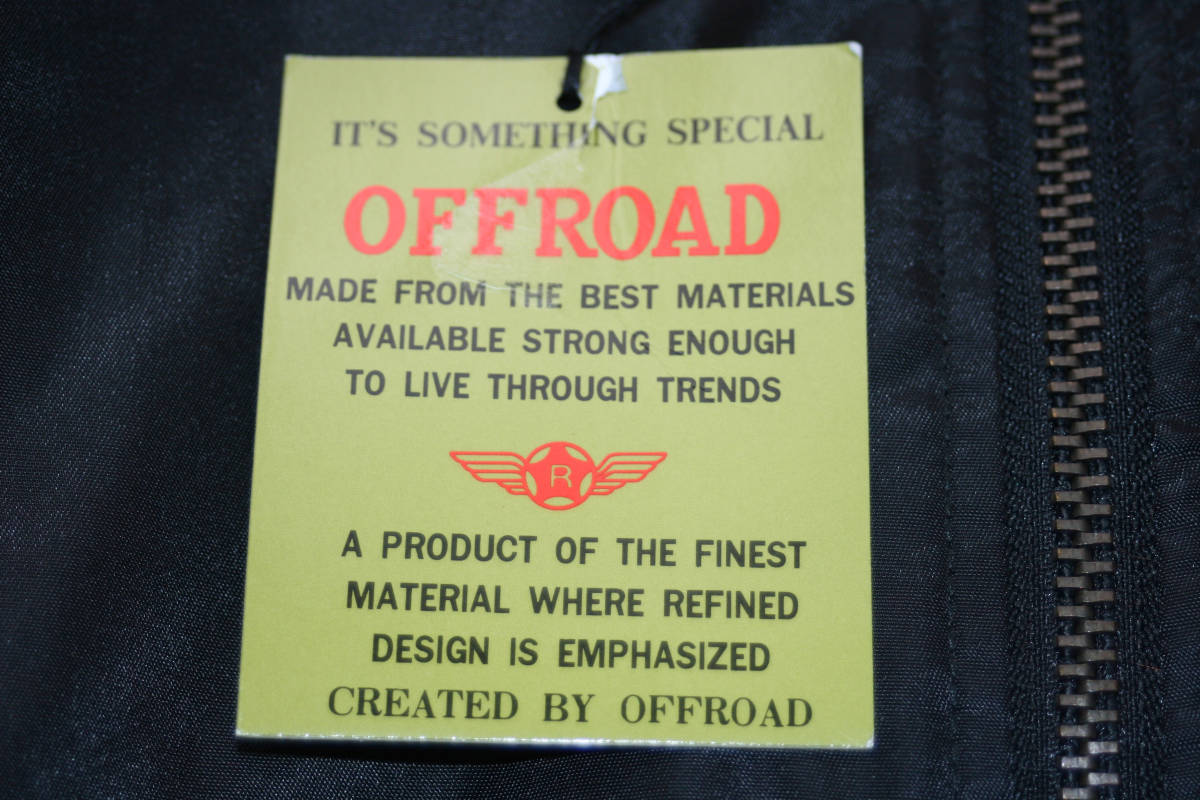 IT'S SOMETHING SPECIAL
OFFROAD
MADE FROM THE BEST MATERIALS
AVAILABLE STRONG ENOUGH
TO LIVE THROUGH TRENDS
R
A PRODUCT OF THE FINEST
MATERIAL WHERE REFINED
DESIGN IS EMPHASIZED
CREATED BY OFFROAD